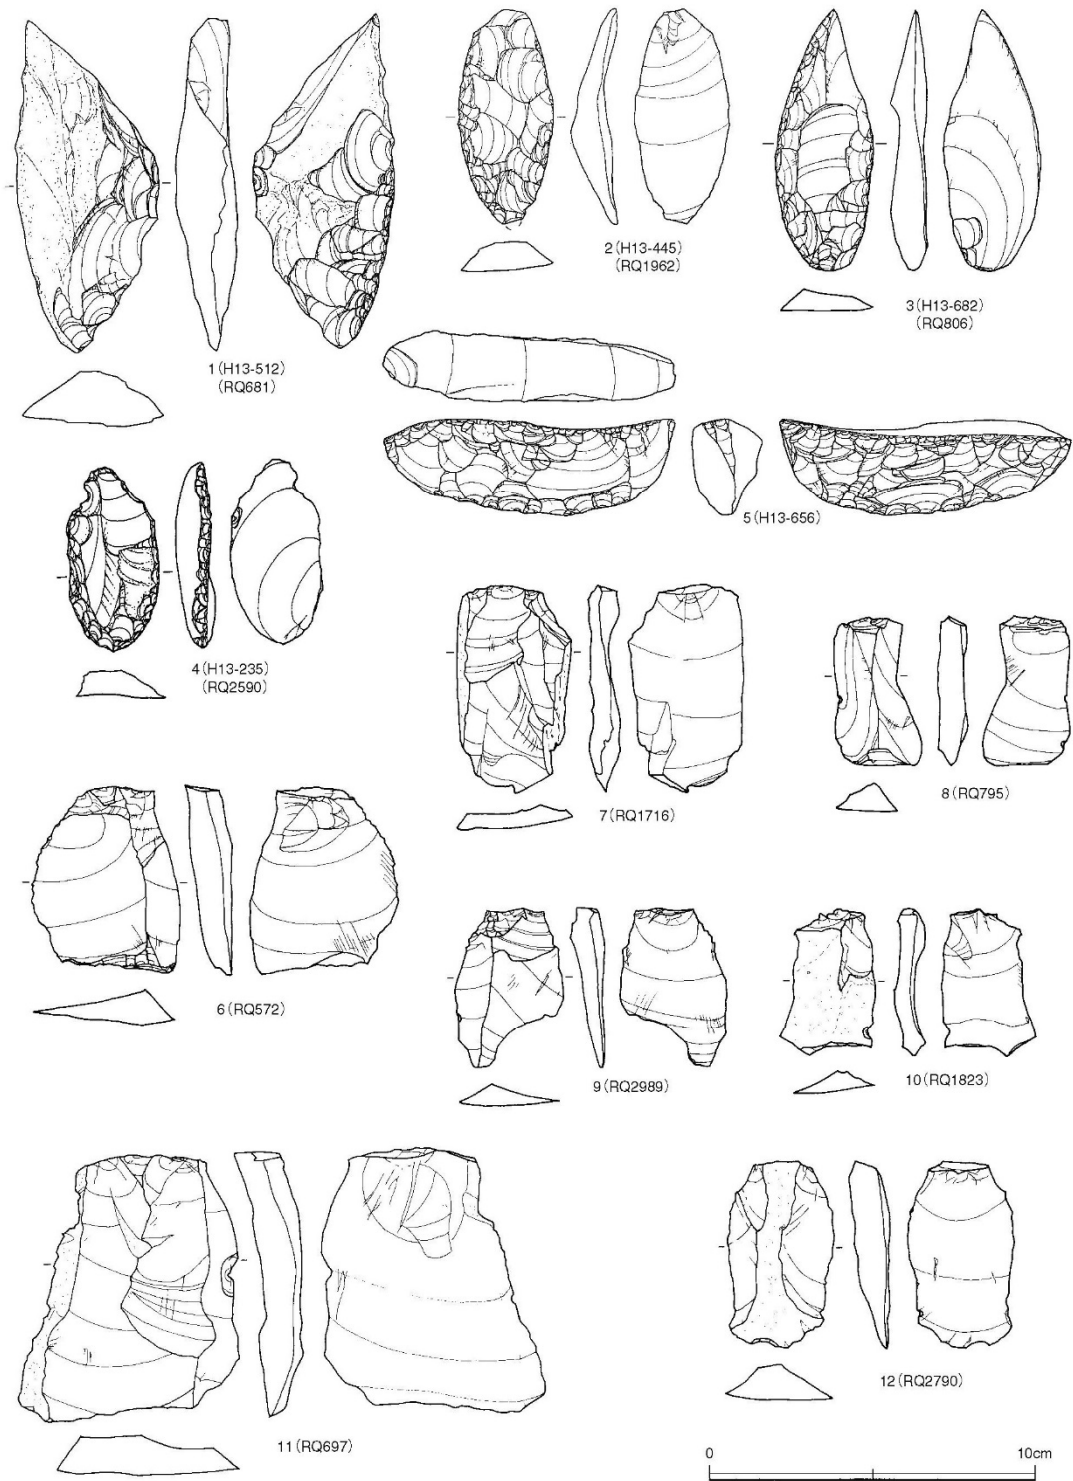 1(H13-512)
(RQ681)
2(H13-445)
(RQ1962)
3(H13-682)
(RQ806)
4(H13-235)
(RQ2590)
5(H13-656)
6(RQ572)
7(RQ1716)
8(RQ795)
9(RQ2989)
10(RQ1823)
11(RQ697)
12(RQ2790)
0 10cm